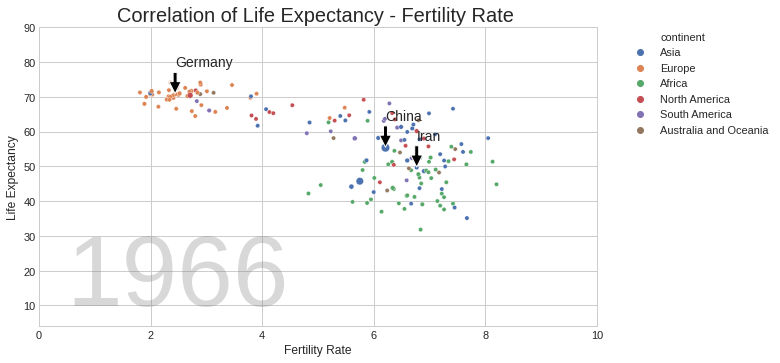 Correlation of Life Expectancy - Fertility Rate
90
80
70
60
50
40
30
20
10
Life Expectancy
Germany
China
Iran
1966
0
2
4
6
8
10
Fertility Rate
continent
Asia
Europe
Africa
North America
South America
Australia and Oceania